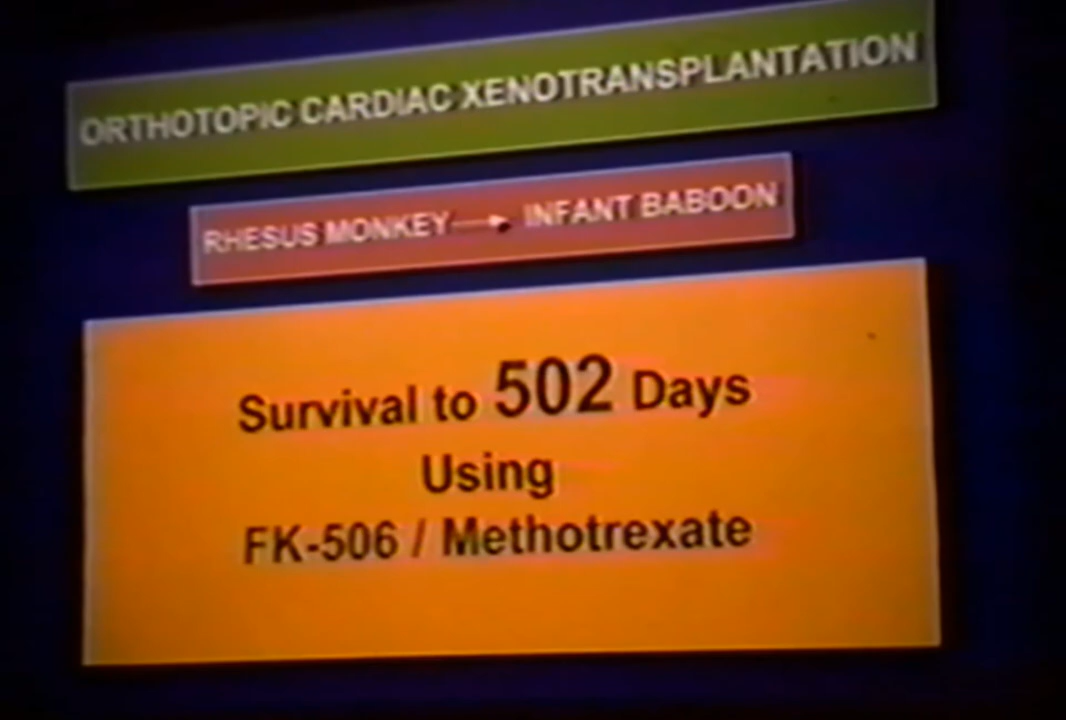 ORTHOTOPIC CARDIAC XENOTRANSPLANTATION
RHESUS MONKEY → INFANT BABOON
Survival to 502 Days
Using
FK-506 / Methotrexate